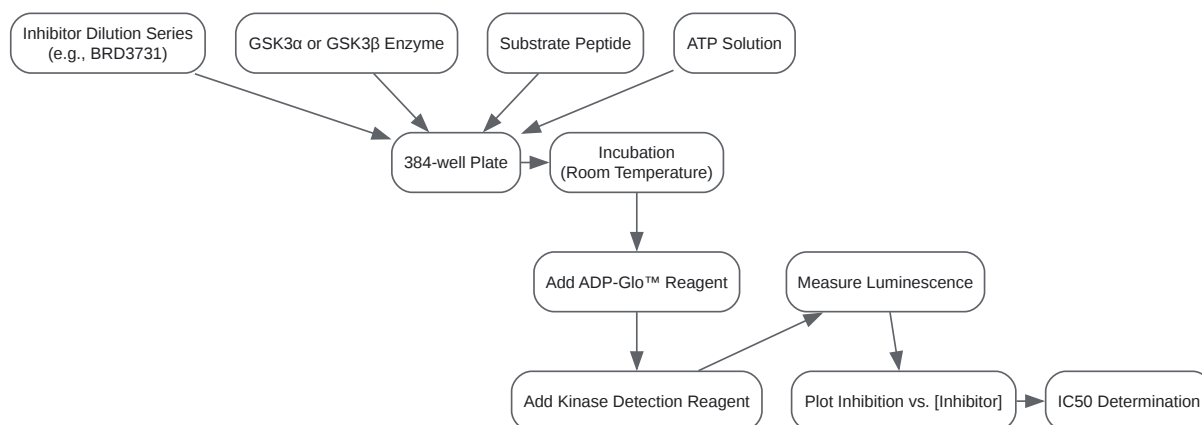 Inhibitor Dilution Series
(e.g., BRD3731)
GSK3α or GSK3β Enzyme
Substrate Peptide
ATP Solution
384-well Plate
Incubation
(Room Temperature)
Add ADP-Glo™ Reagent
Measure Luminescence
Add Kinase Detection Reagent
Plot Inhibition vs. [Inhibitor]
IC50 Determination